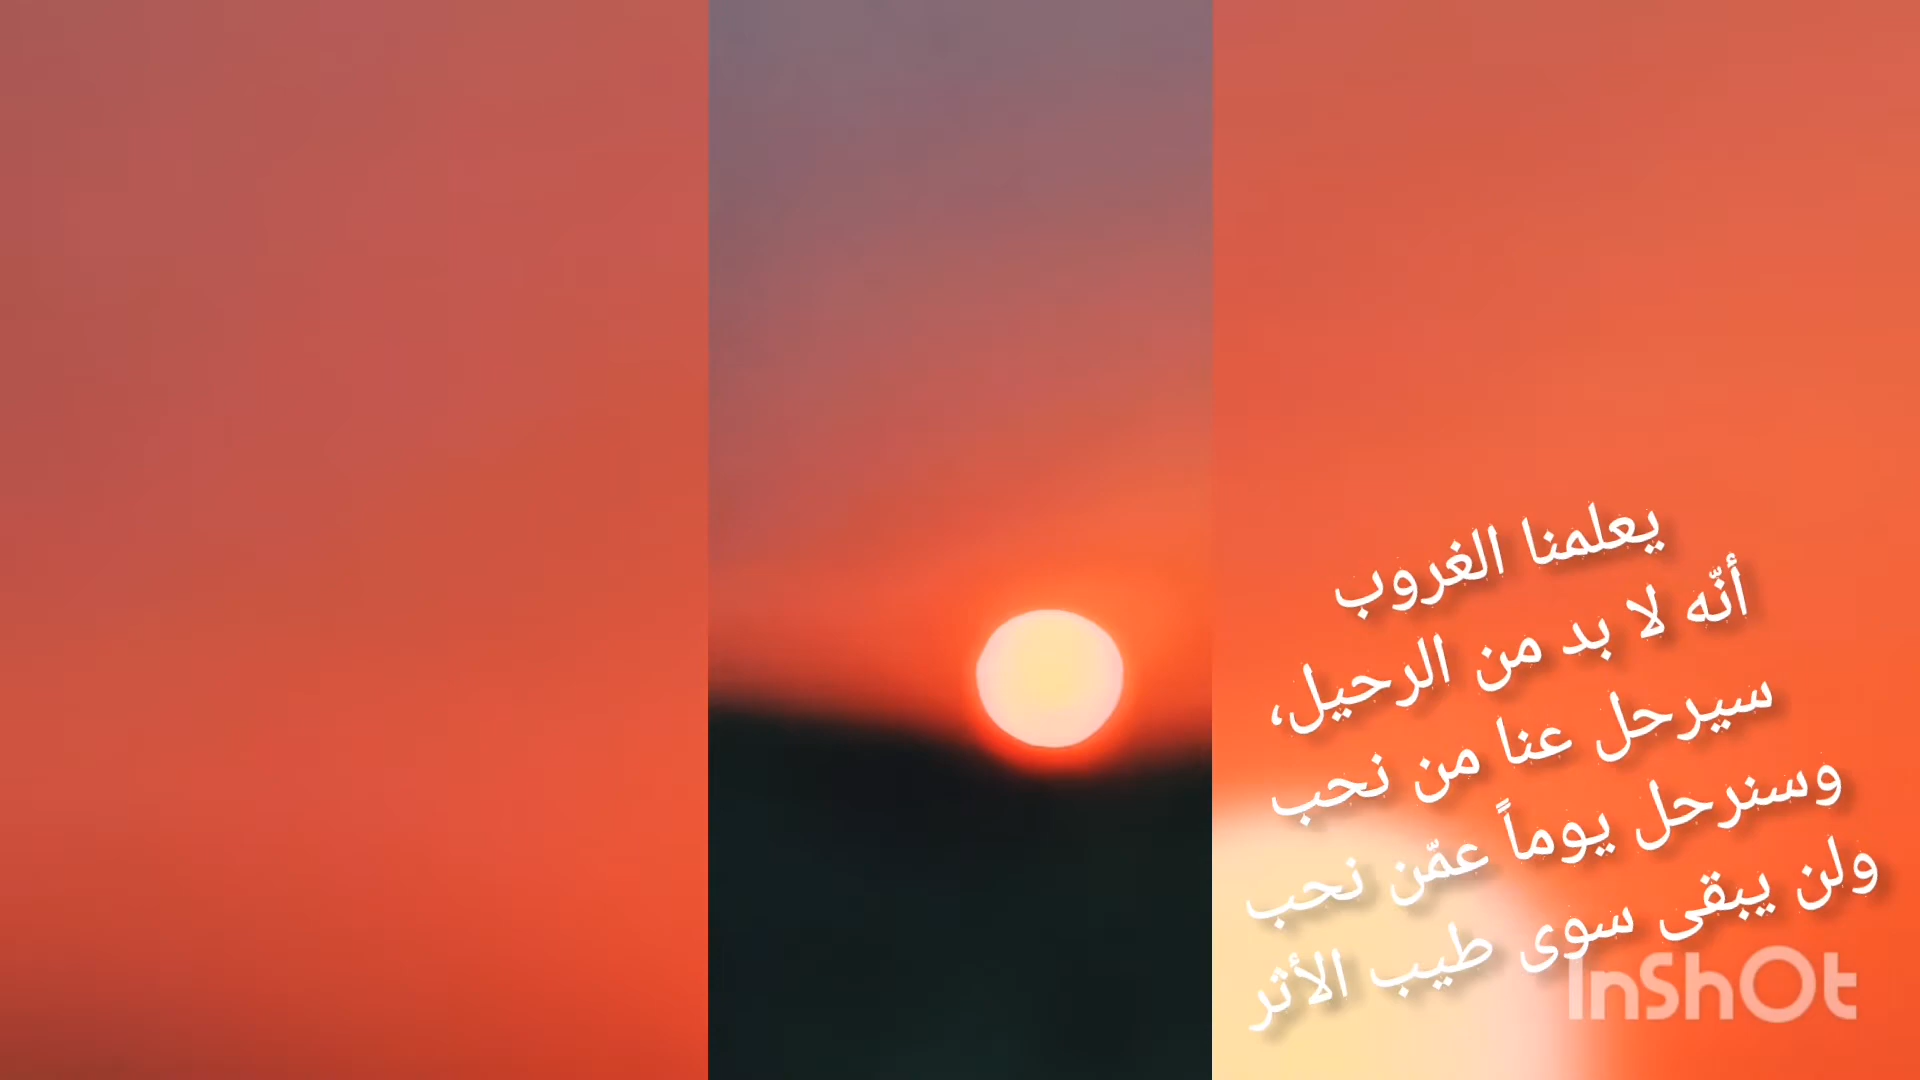 يعلمنا الغروب
أنّه لا بد من الرحيل،
سيرحل عنا من نحب
وسنرحل يوماً عمّن نحب
ولن يبقى سوى طيب الأثر
InShOt